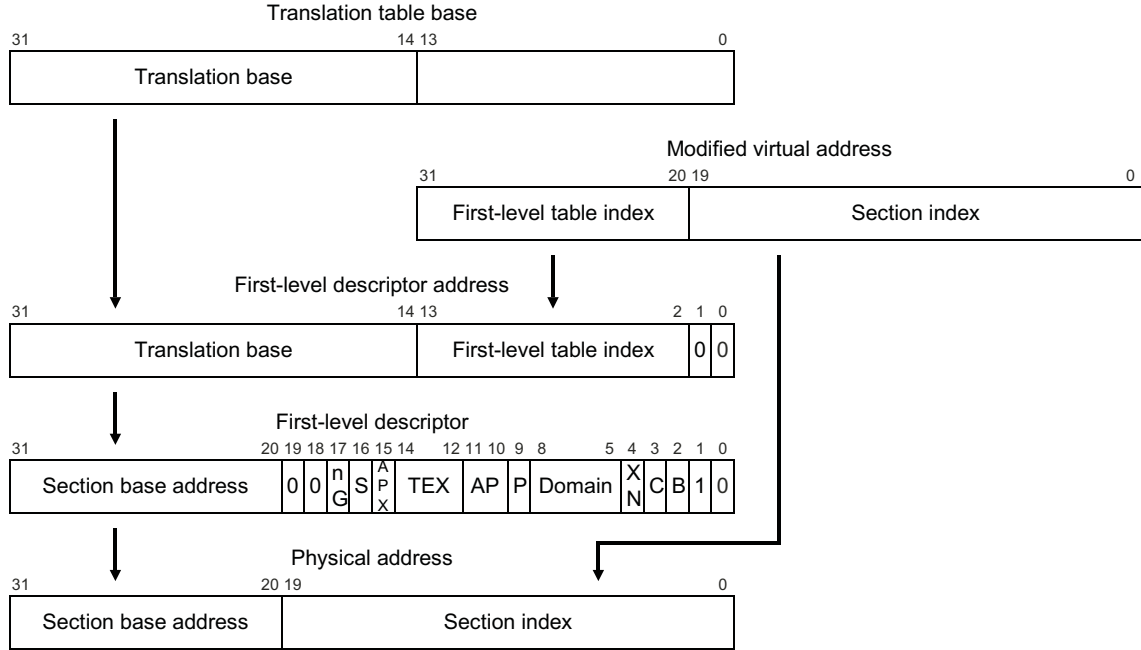 Translation table base
31 14 13 0
Translation base
Modified virtual address
31 20 19 0
First-level table index Section index
First-level descriptor address
31 14 13 2 1 0
Translation base First-level table index 0 0
First-level descriptor
31 20 19 18 17 16 15 14 12 11 10 9 8 5 4 3 2 1 0
Section base address 0 0 nG S APX TEX AP P Domain XN C B 1 0
Physical address
31 20 19 0
Section base address Section index